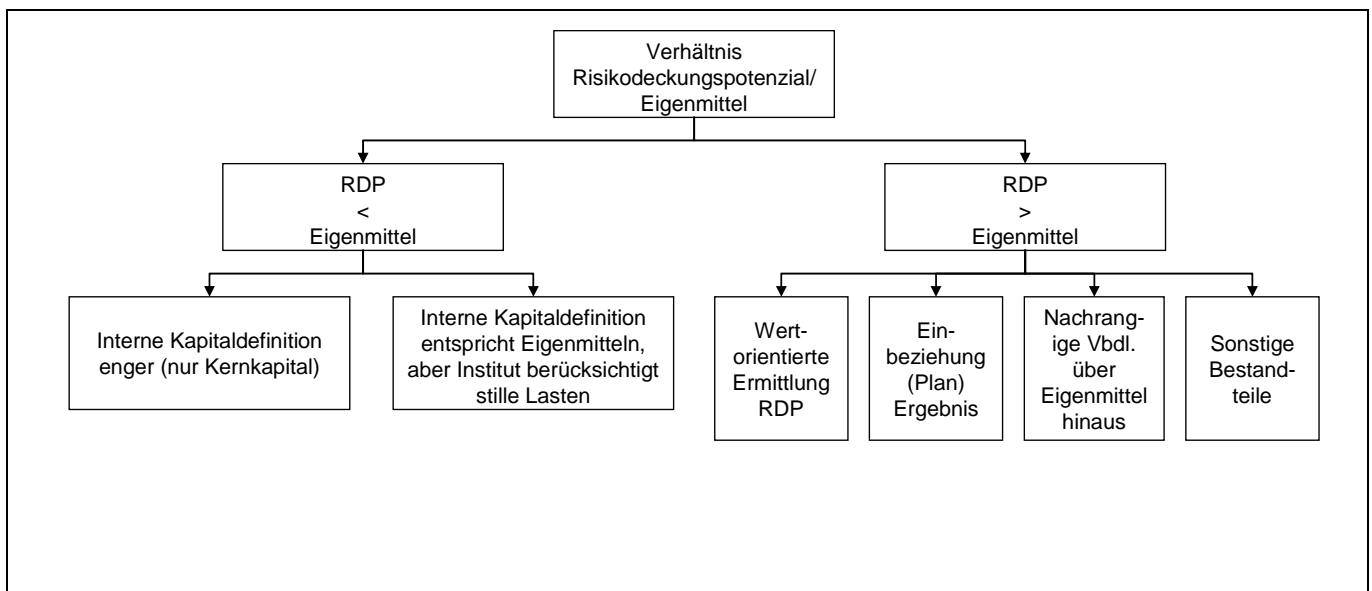 Verhältnis
Risikodeckungspotenzial/
Eigenmittel
RDP
<
Eigenmittel
RDP
>
Eigenmittel
Interne Kapitaldefinition
enger (nur Kernkapital)
Interne Kapitaldefinition
entspricht Eigenmitteln,
aber Institut berücksichtigt
stille Lasten
Wert-
orientierte
Ermittlung
RDP
Ein-
beziehung
(Plan)
Ergebnis
Nachrang-
ige Vbdl.
über
Eigenmittel
hinaus
Sonstige
Bestand-
teile